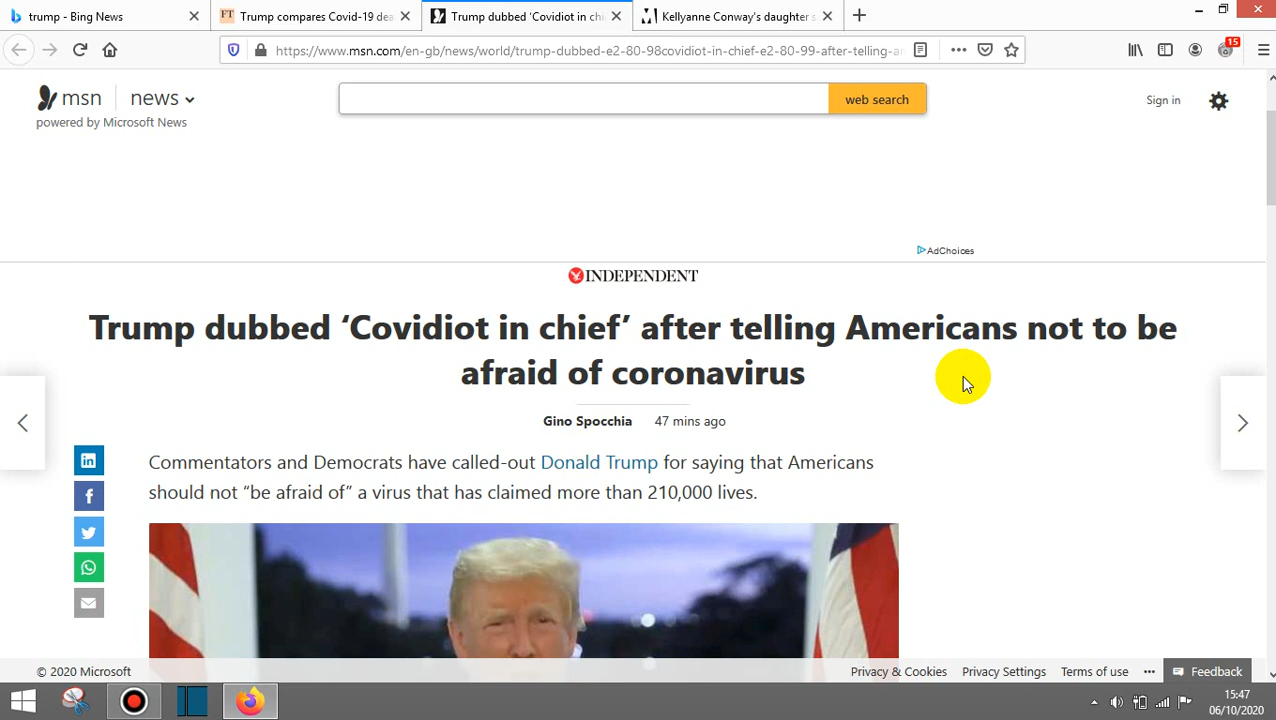 trump - Bing News
Trump compares Covid-19 dea
Trump dubbed ‘Covidiot in chi
Kellyanne Conway's daughter s
https://www.msn.com/en-gb/news/world/trump-dubbed-e2-80-98covidiot-in-chief-e2-80-99-after-telling-a
15
msn
news
powered by Microsoft News
web search
Sign in
AdChoices
INDEPENDENT
Trump dubbed ‘Covidiot in chief’ after telling Americans not to be
afraid of coronavirus
Gino Spocchia 47 mins ago
Commentators and Democrats have called-out Donald Trump for saying that Americans
should not “be afraid of” a virus that has claimed more than 210,000 lives.
© 2020 Microsoft
Privacy & Cookies
Privacy Settings
Terms of use
Feedback
15:47
06/10/2020